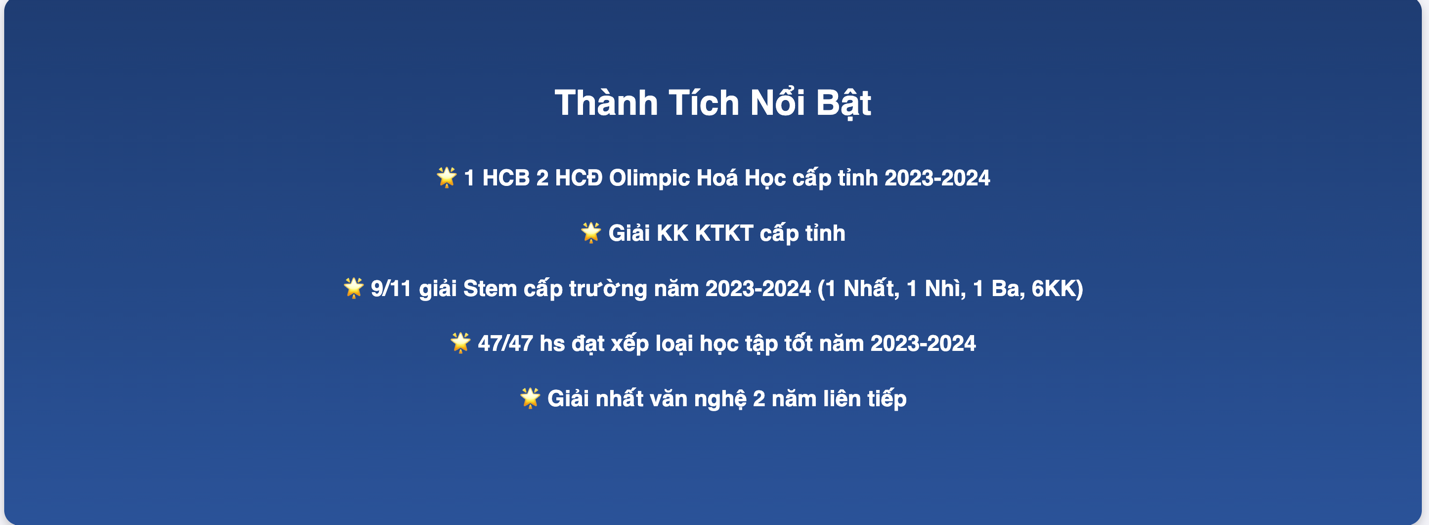 Thành Tích Nổi Bật
🌟 1 HCB 2 HCĐ Olimpic Hoá Học cấp tỉnh 2023-2024
🌟 Giải KK KTKT cấp tỉnh
🌟 9/11 giải Stem cấp trường năm 2023-2024 (1 Nhất, 1 Nhì, 1 Ba, 6KK)
🌟 47/47 hs đạt xếp loại học tập tốt năm 2023-2024
🌟 Giải nhất văn nghệ 2 năm liên tiếp